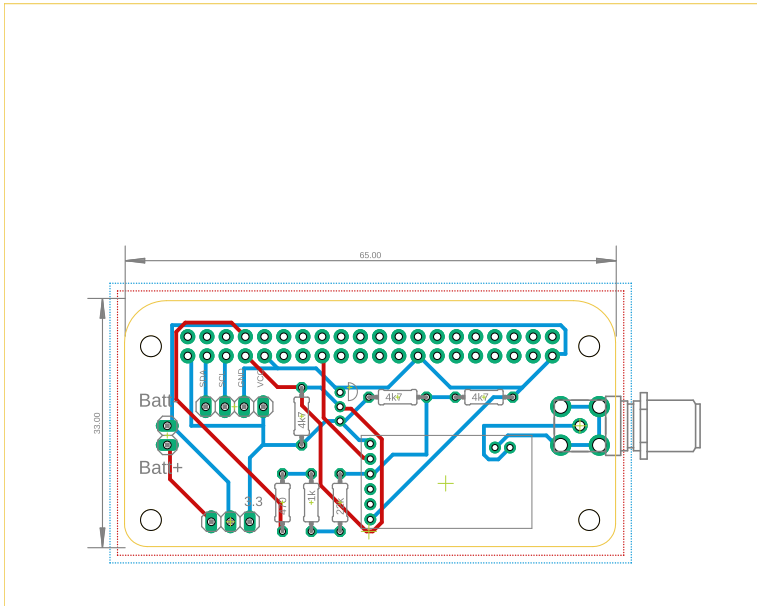 65.00
33.00
SDA
SCL
GND
VCC
Batt
4k7
4k7
4k7
Batt+
3.3
1k